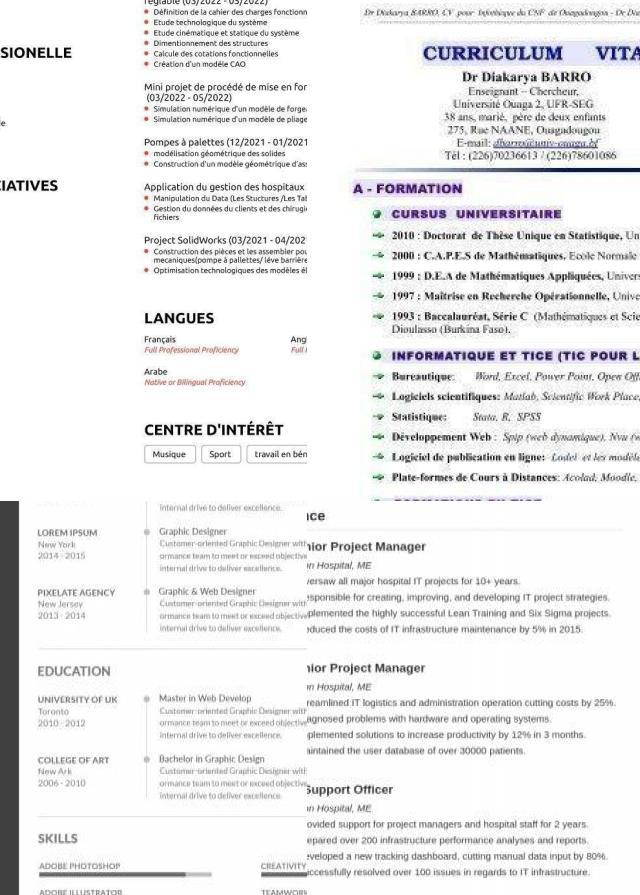 SIONELLE
CIATIVES
réglable (03/2022 - 05/2022)
Définition de la cahier des charges fonctionn
Etude technologique du système
Etude cinématique et statique du système
Dimentionnement des structures
Calcule des cotations fonctionnelles
Création d'un modèle CAO
Mini projet de procédé de mise en for
(03/2022 - 05/2022)
Simulation numérique d'un modèle de forge
Simulation numérique d'un modèle de pliage
Pompes à palettes (12/2021 - 01/2021
modélisation géométrique des solides
Construction d'un modèle géométrique d'as
Application du gestion des hospitaux
Manipulation du Data (Les Stuctures /Les Tab
Gestion du données du clients et des chirugie
fichiers
Project SolidWorks (03/2021 - 04/202
Construction des pièces et les assembler pou
mecaniques(pompe à palettes/ léve barrière
Optimisation technologiques des modèles él
LANGUES
Français
Full Professional Proficiency
Ang
Full
Arabe
Native or Bilingual Proficiency
CENTRE D'INTÉRÊT
Musique
Sport
travail en bén
Dr Diakarya BARRO, CV pour Infothèque du CNF de Ouagadougou - Dr Dia
CURRICULUM VITA
Dr Diakarya BARRO
Enseignant – Chercheur,
Université Ouaga 2, UFR-SEG
38 ans, marié, père de deux enfants
275, Rue NAANE, Ouagadougou
E-mail: dbarro@univ-ouaga.bf
Tél : (226)70236613 / (226)78601086
A - FORMATION
CURSUS UNIVERSITAIRE
2010 : Doctorat de Thèse Unique en Statistique, Un
2000 : C.A.P.E.S de Mathématiques. Ecole Normale
1999 : D.E.A de Mathématiques Appliquées, Univers
1997 : Maîtrise en Recherche Opérationnelle, Unive
1993 : Baccalauréat, Série C (Mathématiques et Scie
Dioulasso (Burkina Faso).
INFORMATIQUE ET TICE (TIC POUR L
Bureautique: Word, Excel, Power Point, Open Offi
Logiciels scientifiques: Matlab, Scientific Work Place,
Statistique: Stata, R, SPSS
Développement Web : Spip (web dynamique), Nvu (w
Logiciel de publication en ligne: Lodel et les modèle
Plate-formes de Cours à Distances: Acolad, Moodle,
internal drive to deliver excellence.
LOREM IPSUM
New York
2014 - 2015
Graphic Designer
Customer-oriented Graphic Designer with
ormance team to meet or exceed objective
internal drive to deliver excellence.
PIXELATE AGENCY
New Jersey
2013 - 2014
Graphic & Web Designer
Customer-oriented Graphic Designer with
ormance team to meet or exceed objective
internal drive to deliver excellence.
EDUCATION
UNIVERSITY OF UK
Toronto
2010 - 2012
Master in Web Develop
Customer-oriented Graphic Designer with
ormance team to meet or exceed objective
internal drive to deliver excellence.
COLLEGE OF ART
New Ark
2006 - 2010
Bachelor in Graphic Design
Customer-oriented Graphic Designer with
ormance team to meet or exceed objective
internal drive to deliver excellence.
SKILLS
ADOBE PHOTOSHOP
CREATIVITY
ADOBE ILLUSTRATOR
TEAMWORK
ce
nior Project Manager
n Hospital, ME
versaw all major hospital IT projects for 10+ years.
esponsible for creating, improving, and developing IT project strategies.
plemented the highly successful Lean Training and Six Sigma projects.
educed the costs of IT infrastructure maintenance by 5% in 2015.
nior Project Manager
n Hospital, ME
reamlined IT logistics and administration operation cutting costs by 25%.
agnosed problems with hardware and operating systems.
plemented solutions to increase productivity by 12% in 3 months.
aintained the user database of over 30000 patients.
Support Officer
n Hospital, ME
ovided support for project managers and hospital staff for 2 years.
epared over 200 infrastructure performance analyses and reports.
veloped a new tracking dashboard, cutting manual data input by 80%.
ccessfully resolved over 100 issues in regards to IT infrastructure.